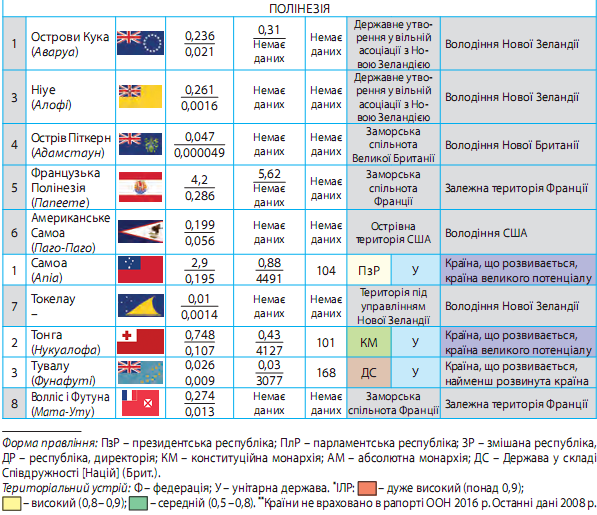 ПОЛІНЕЗІЯ
1 Острови Кука (Аваруа) 0,236 / 0,021 0,31 / Немає даних Немає даних Державне утворення у вільній асоціації з Новою Зеландією Володіння Нової Зеландії
3 Ніуе (Алофі) 0,261 / 0,0016 Немає даних Немає даних Державне утворення у вільній асоціації з Новою Зеландією Володіння Нової Зеландії
4 Острів Піткерн (Адамстаун) 0,047 / 0,000049 Немає даних Немає даних Заморська спільнота Великої Британії Володіння Нової Британії
5 Французька Полінезія (Папеете) 4,2 / 0,286 5,62 / Немає даних Немає даних Заморська спільнота Франції Залежна територія Франції
6 Американське Самоа (Паго-Паго) 0,199 / 0,056 Немає даних Немає даних Острівна територія США Володіння США
1 Самоа (Апіа) 2,9 / 0,195 0,88 / 4491 104 ПзР У Країна, що розвивається, країна великого потенціалу
7 Токелау – 0,01 / 0,0014 Немає даних Немає даних Територія під управлінням Нової Зеландії Володіння Нової Зеландії
2 Тонга (Нукуалофа) 0,748 / 0,107 0,43 / 4127 101 КМ У Країна, що розвивається, країна великого потенціалу
3 Тувалу (Фунафуті) 0,026 / 0,009 0,03 / 3077 168 ДС У Країна, що розвивається, найменш розвинута країна
8 Волліс і Футуна (Мата-Уту) 0,274 / 0,013 Немає даних Немає даних Заморська спільнота Франції Залежна територія Франції
Форма правління: ПзР – президентська республіка; ПлР – парламентська республіка; ЗР – змішана республіка,
ДР – республіка, директорія; КМ – конституційна монархія; АМ – абсолютна монархія; ДС – Держава у складі
Співдружності [Націй) (Брит.).
Територіальний устрій: Ф – федерація; У – унітарна держава. *ІЛР: – дуже високий (понад 0,9);
– високий (0,8–0,9); – середній (0,5 –0,8). **Країни не враховано в рапорті ООН 2016 р. Останні дані 2008 р.